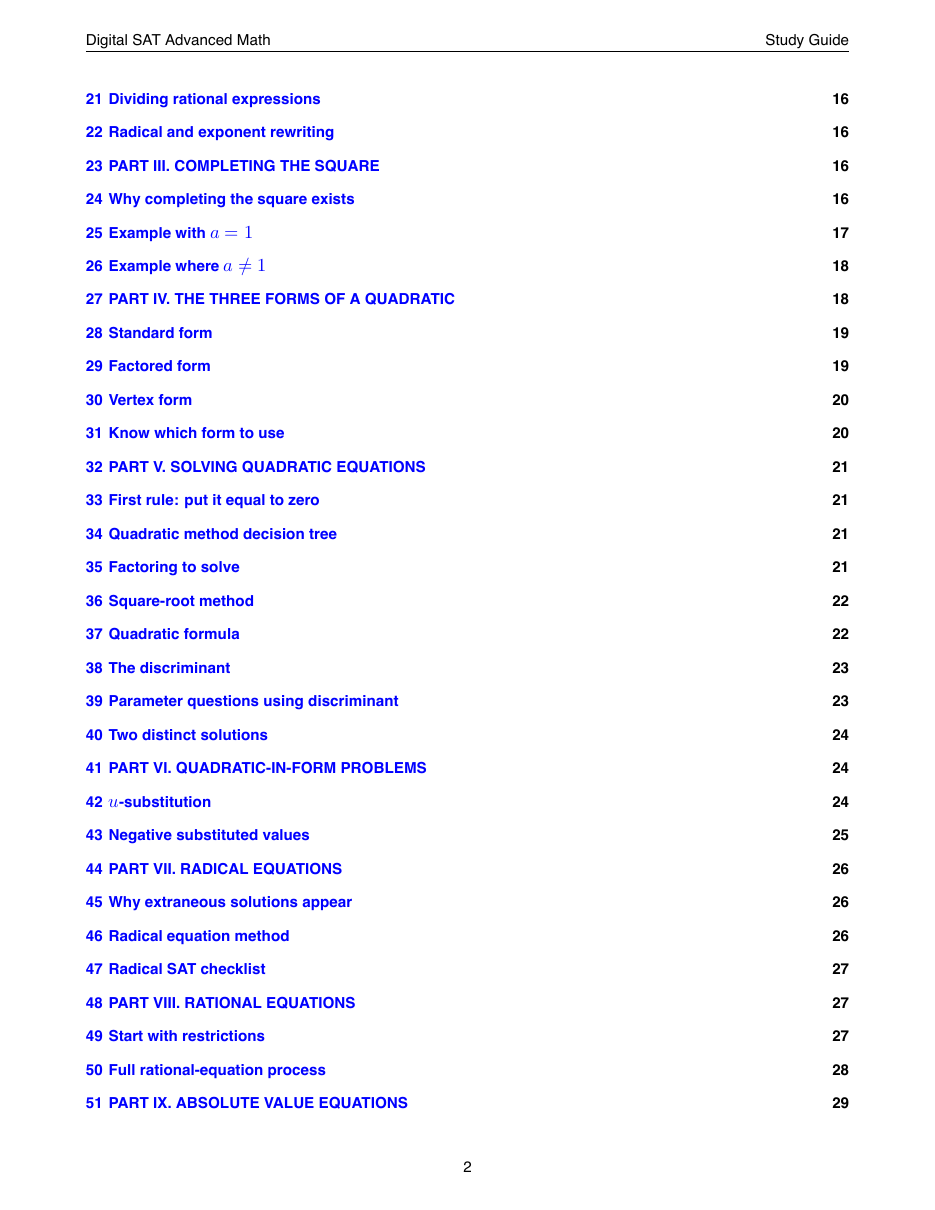 Digital SAT Advanced Math Study Guide
21 Dividing rational expressions 16
22 Radical and exponent rewriting 16
23 PART III. COMPLETING THE SQUARE 16
24 Why completing the square exists 16
25 Example with a = 1 17
26 Example where a ≠ 1 18
27 PART IV. THE THREE FORMS OF A QUADRATIC 18
28 Standard form 19
29 Factored form 19
30 Vertex form 20
31 Know which form to use 20
32 PART V. SOLVING QUADRATIC EQUATIONS 21
33 First rule: put it equal to zero 21
34 Quadratic method decision tree 21
35 Factoring to solve 21
36 Square-root method 22
37 Quadratic formula 22
38 The discriminant 23
39 Parameter questions using discriminant 23
40 Two distinct solutions 24
41 PART VI. QUADRATIC-IN-FORM PROBLEMS 24
42 u-substitution 24
43 Negative substituted values 25
44 PART VII. RADICAL EQUATIONS 26
45 Why extraneous solutions appear 26
46 Radical equation method 26
47 Radical SAT checklist 27
48 PART VIII. RATIONAL EQUATIONS 27
49 Start with restrictions 27
50 Full rational-equation process 28
51 PART IX. ABSOLUTE VALUE EQUATIONS 29
2